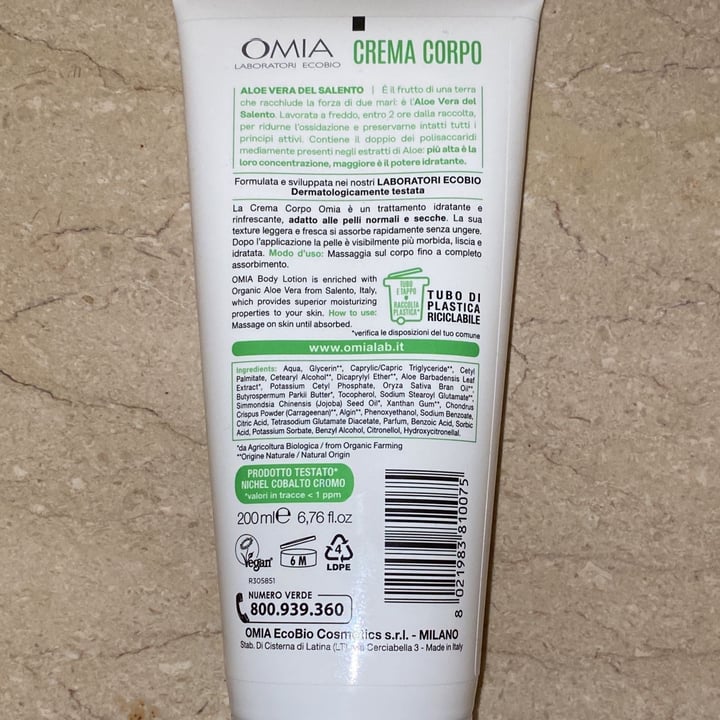 OMIA
LABORATORI ECOBIO
CREMA CORPO
ALOE VERA DEL SALENTO | È il frutto di una terra
che racchiude la forza di due mari: è l'Aloe Vera del
Salento. Lavorata a freddo, entro 2 ore dalla raccolta,
per ridurne l'ossidazione e preservarne intatti tutti i
principi attivi. Contiene il doppio dei polisaccaridi
mediamente presenti negli estratti di Aloe: più alta è la
loro concentrazione, maggiore è il potere idratante.
Formulata e sviluppata nei nostri LABORATORI ECOBIO
Dermatologicamente testata
La Crema Corpo Omia è un trattamento idratante e
rinfrescante, adatto alle pelli normali e secche. La sua
texture leggera e fresca si assorbe rapidamente senza ungere.
Dopo l'applicazione la pelle è visibilmente più morbida, liscia e
idratata. Modo d'uso: Massaggia sul corpo fino a completo
assorbimento.
OMIA Body Lotion is enriched with
Organic Aloe Vera from Salento, Italy,
which provides superior moisturizing
properties to your skin. How to use:
Massage on skin until absorbed.
TUBO
E TAPPO
RACCOLTA
PLASTICA*
TUBO DI
PLASTICA
RICICLABILE
*verifica le disposizioni del tuo comune
www.omialab.it
Ingredients: Aqua, Glycerin**, Caprylic/Capric Triglyceride**, Cetyl
Palmitate, Cetearyl Alcohol**, Dicaprylyl Ether**, Aloe Barbadensis Leaf
Extract*, Potassium Cetyl Phosphate, Oryza Sativa Bran Oil**,
Butyrospermum Parkii Butter*, Tocopherol, Sodium Stearoyl Glutamate**,
Simmondsia Chinensis (Jojoba) Seed Oil*, Xanthan Gum**, Chondrus
Crispus Powder (Carrageenan)**, Algin**, Phenoxyethanol, Sodium Benzoate,
Citric Acid, Tetrasodium Glutamate Diacetate, Parfum, Benzoic Acid, Sorbic
Acid, Potassium Sorbate, Benzyl Alcohol, Citronellol, Hydroxycitronellal.
*da Agricoltura Biologica / from Organic Farming
**Origine Naturale / Natural Origin
PRODOTTO TESTATO*
NICHEL COBALTO CROMO
*valori in tracce < 1 ppm
200 ml e 6,76 fl.oz
Vegan
6 M
4
LDPE
R305851
NUMERO VERDE
800.939.360
8 021983 810075
OMIA EcoBio Cosmetics s.r.l. - MILANO
Stab. Di Cisterna di Latina (LT) Cerciabella 3 - Made in Italy